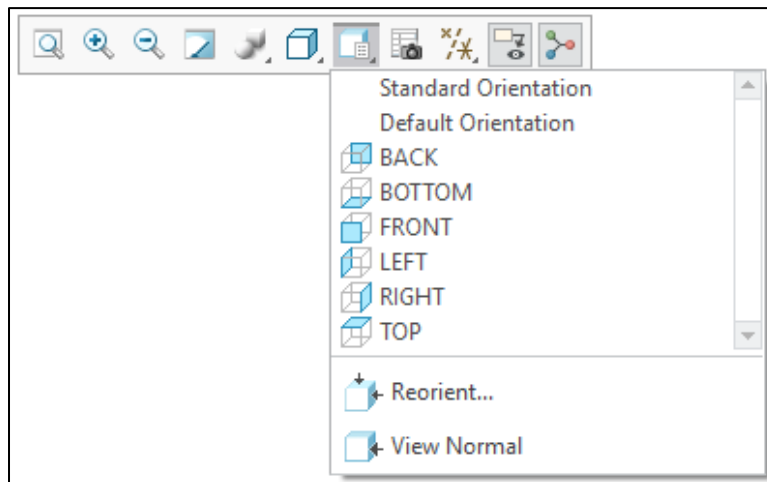 Standard Orientation
Default Orientation
BACK
BOTTOM
FRONT
LEFT
RIGHT
TOP
Reorient...
View Normal